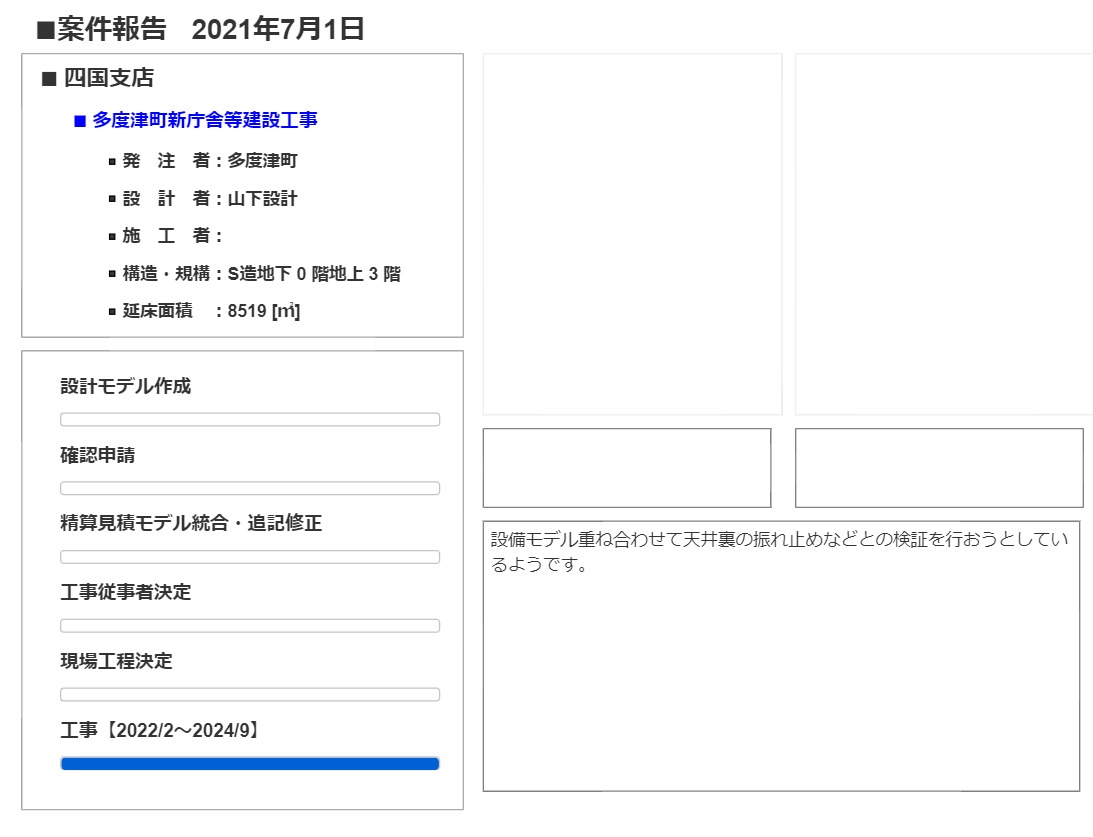 ■案件報告　2021年7月1日
■ 四国支店
■ 多度津町新庁舎等建設工事
▪ 発　注　者：多度津町
▪ 設　計　者：山下設計
▪ 施　工　者：
▪ 構造・規構：S造地下 0 階地上 3 階
▪ 延床面積　：8519 [㎡]
設計モデル作成
確認申請
精算見積モデル統合・追記修正
工事従事者決定
現場工程決定
工事【2022/2～2024/9】
設備モデル重ね合わせて天井裏の振れ止めなどとの検証を行おうとしてい
るようです。